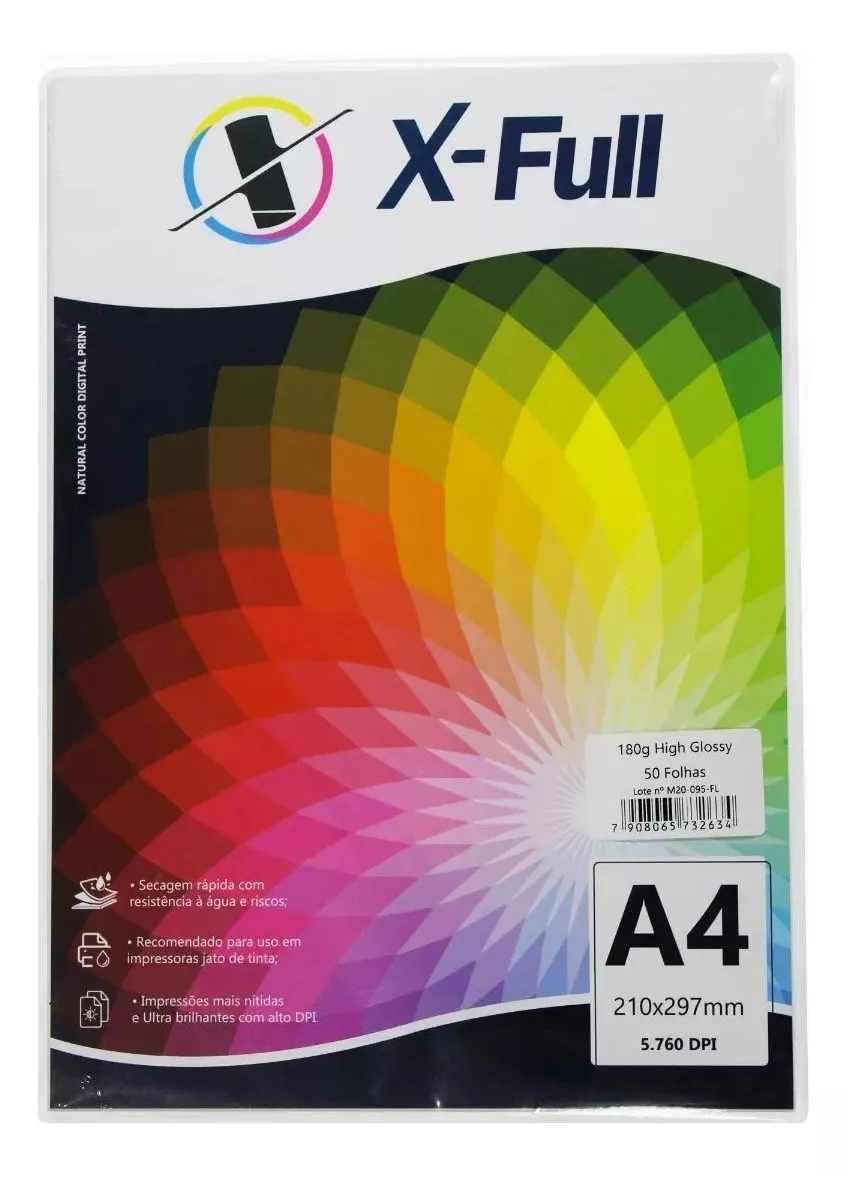 X-Full
NATURAL COLOR DIGITAL PRINT
180g High Glossy
50 Folhas
Lote nº M20-095-FL
7 908065 732634
• Secagem rápida com
resistência à água e riscos;
• Recomendado para uso em
impressoras jato de tinta;
• Impressões mais nitidas
e Ultra brilhantes com alto DPI.
A4
210x297mm
5.760 DPI